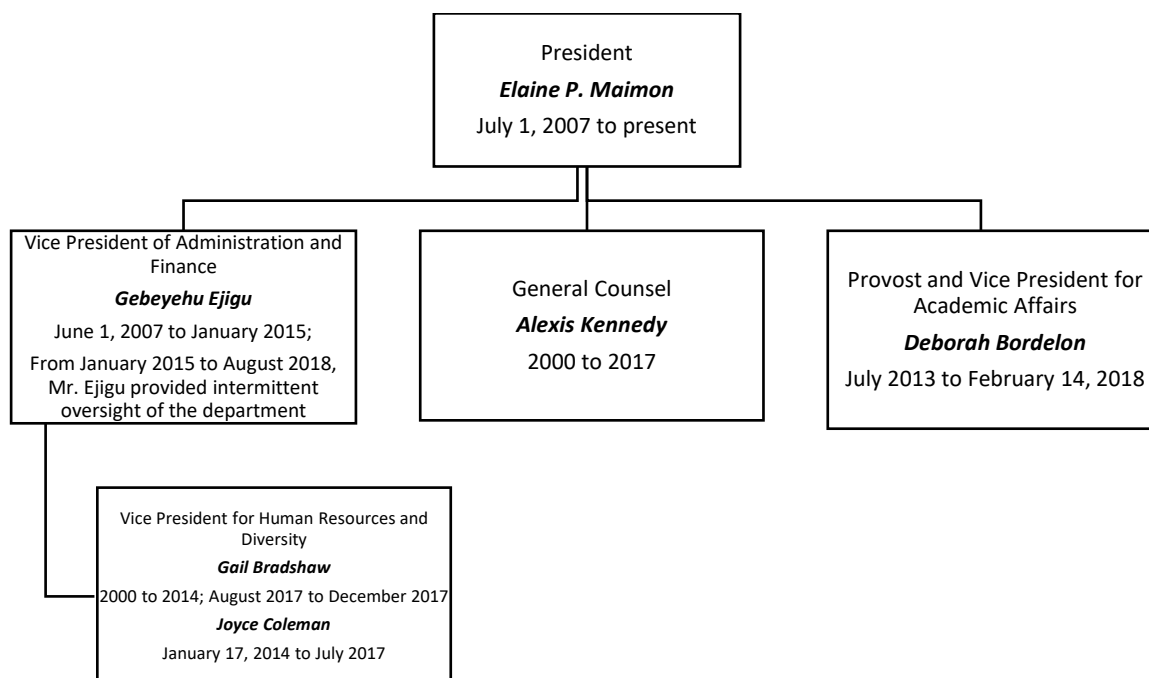 President
Elaine P. Maimon
July 1, 2007 to present
Vice President of Administration and
Finance
Gebeyehu Ejigu
June 1, 2007 to January 2015;
From January 2015 to August 2018,
Mr. Ejigu provided intermittent
oversight of the department
General Counsel
Alexis Kennedy
2000 to 2017
Provost and Vice President for
Academic Affairs
Deborah Bordelon
July 2013 to February 14, 2018
Vice President for Human Resources and
Diversity
Gail Bradshaw
2000 to 2014; August 2017 to December 2017
Joyce Coleman
January 17, 2014 to July 2017